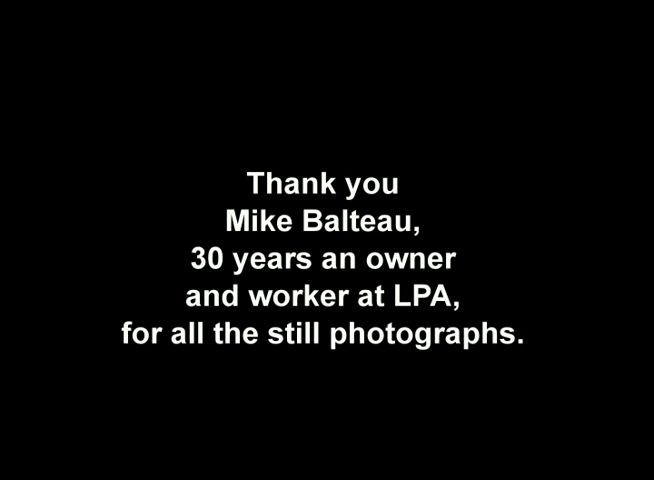 Thank you
Mike Balteau,
30 years an owner
and worker at LPA,
for all the still photographs.